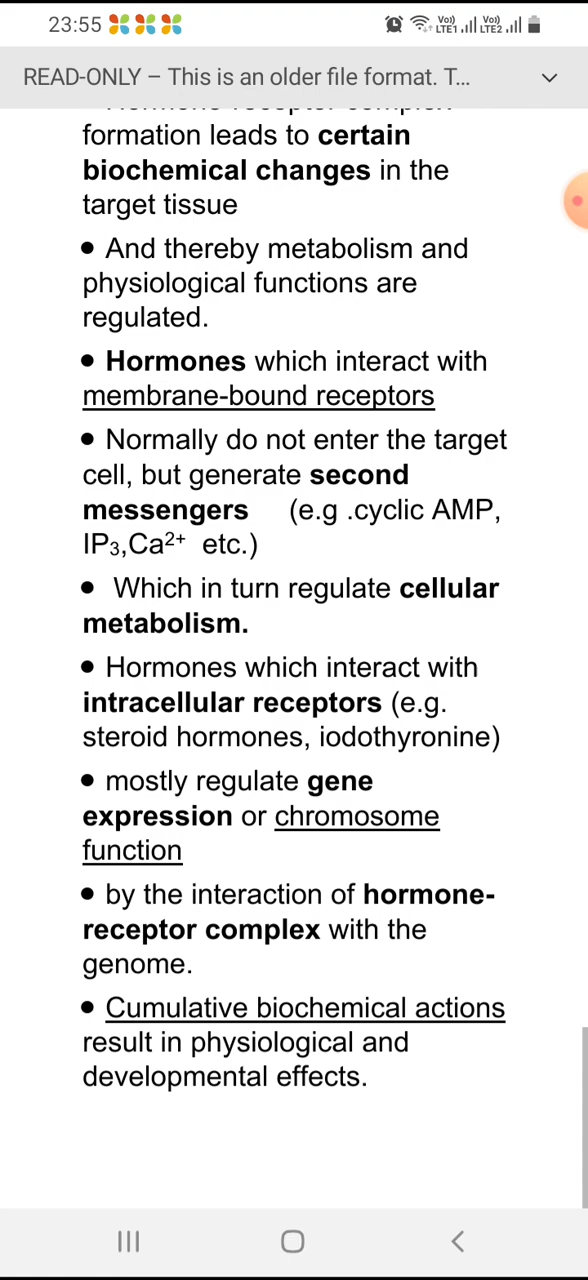 23:55
Vo)) LTE1 Vo)) LTE2
READ-ONLY – This is an older file format. T...
formation leads to certain
biochemical changes in the
target tissue
• And thereby metabolism and
physiological functions are
regulated.
• Hormones which interact with
membrane-bound receptors
• Normally do not enter the target
cell, but generate second
messengers (e.g .cyclic AMP,
IP₃,Ca²⁺ etc.)
• Which in turn regulate cellular
metabolism.
• Hormones which interact with
intracellular receptors (e.g.
steroid hormones, iodothyronine)
• mostly regulate gene
expression or chromosome
function
• by the interaction of hormone-
receptor complex with the
genome.
• Cumulative biochemical actions
result in physiological and
developmental effects.